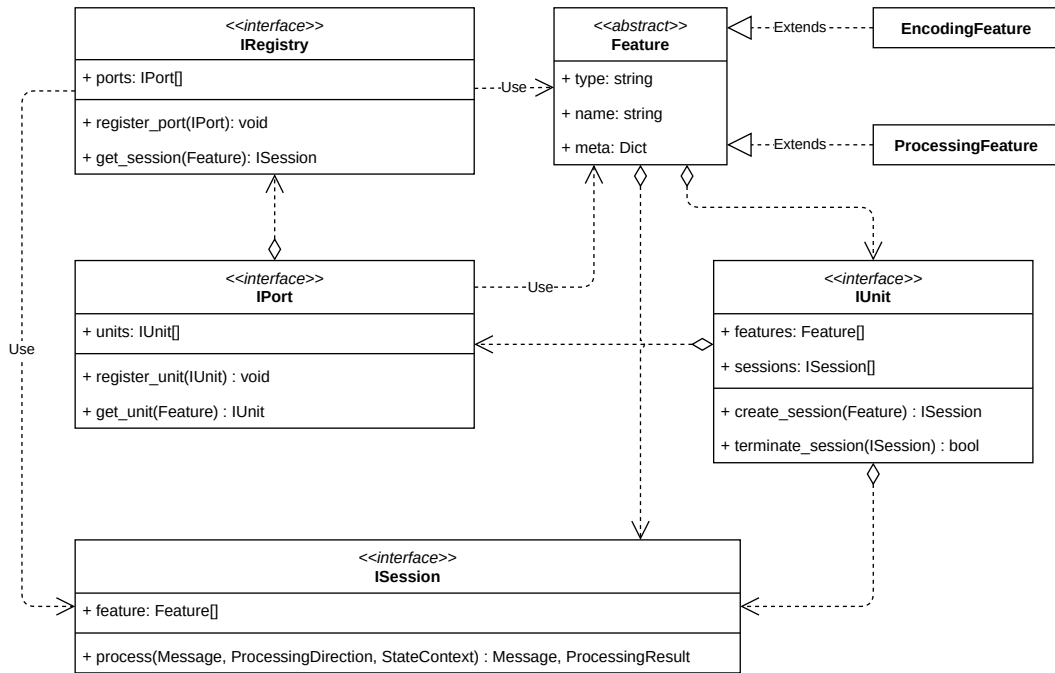 <<interface>>
IRegistry
+ ports: IPort[]
+ register_port(IPort): void
+ get_session(Feature): ISession
Use
<<abstract>>
Feature
+ type: string
+ name: string
+ meta: Dict
Extends
EncodingFeature
Extends
ProcessingFeature
<<interface>>
IPort
+ units: IUnit[]
+ register_unit(IUnit) : void
+ get_unit(Feature) : IUnit
Use
<<interface>>
IUnit
+ features: Feature[]
+ sessions: ISession[]
+ create_session(Feature) : ISession
+ terminate_session(ISession) : bool
Use
<<interface>>
ISession
+ feature: Feature[]
+ process(Message, ProcessingDirection, StateContext) : Message, ProcessingResult